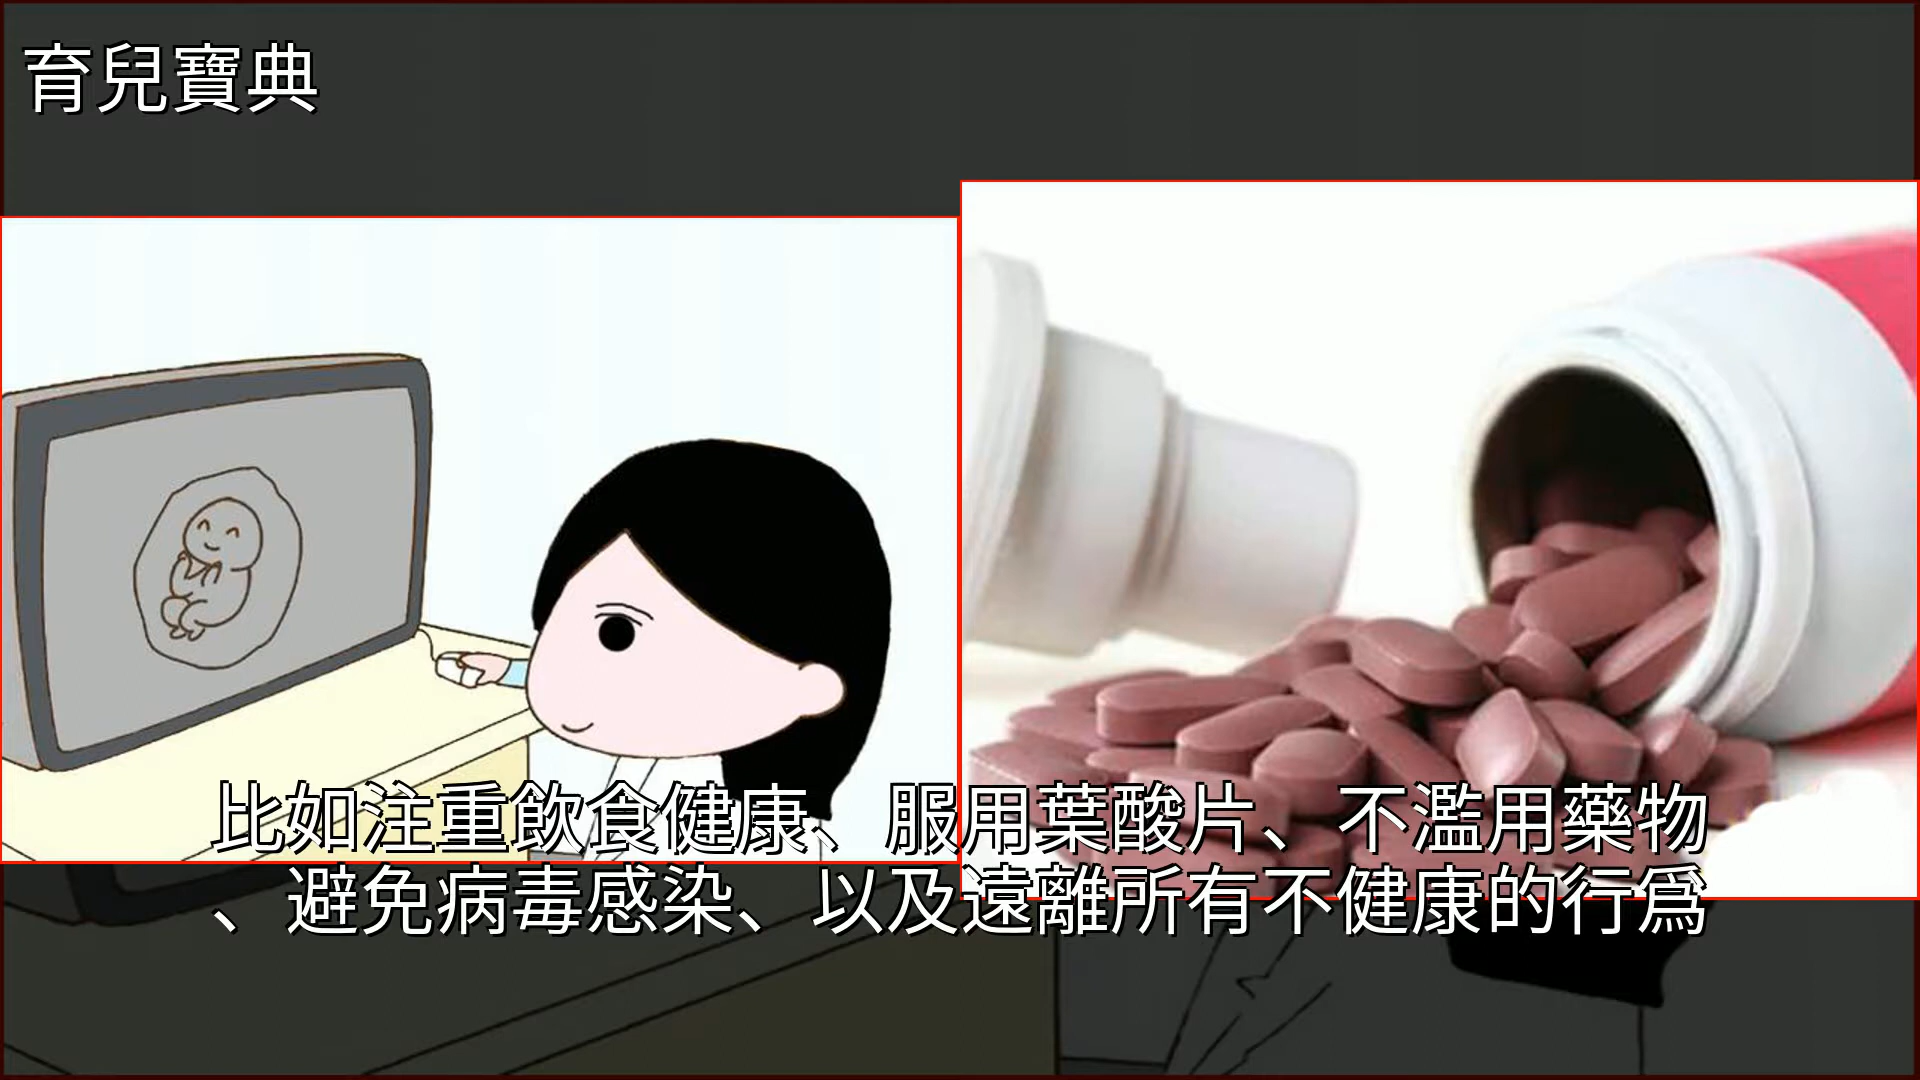 育兒寶典
比如注重飲食健康、服用葉酸片、不濫用藥物
、避免病毒感染、以及遠離所有不健康的行爲